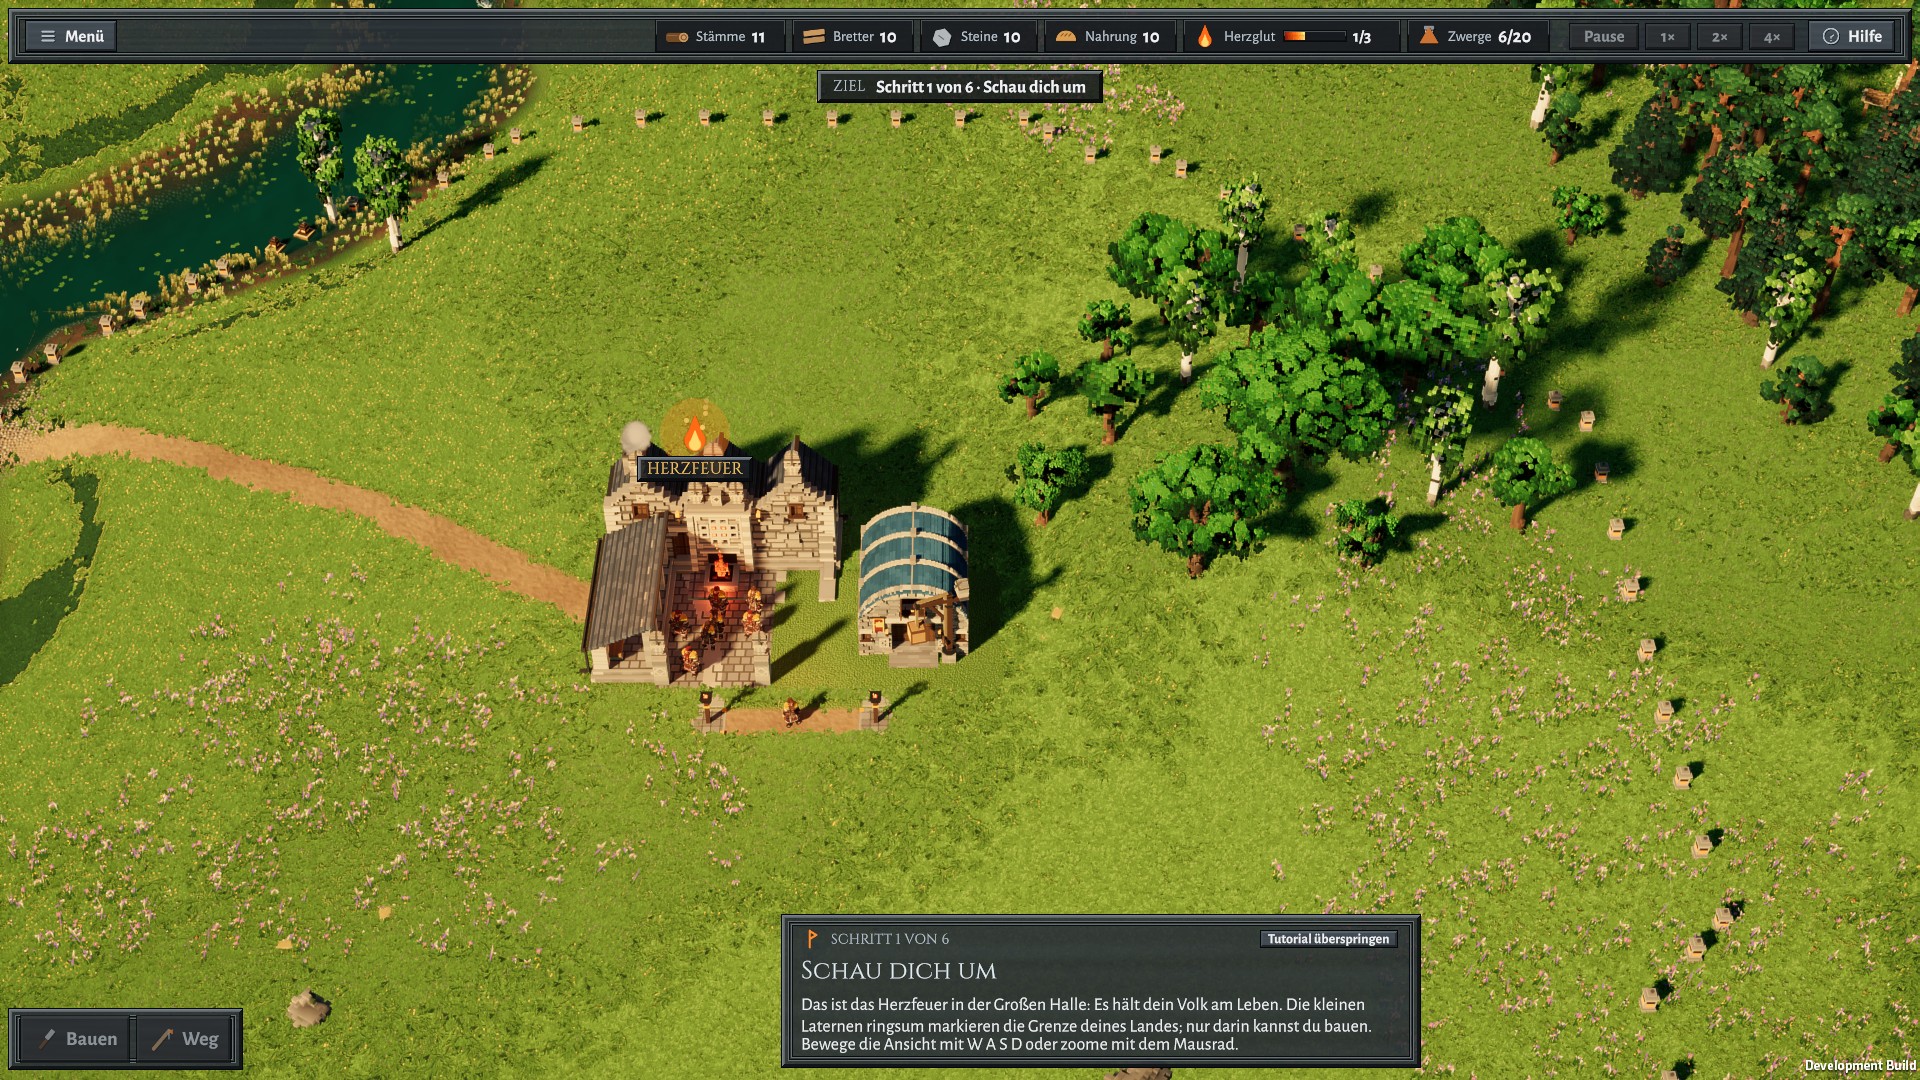 Menü
Stämme 11
Bretter 10
Steine 10
Nahrung 10
Herzglut 1/3
Zwerge 6/20
Pause
1×
2×
4×
Hilfe
ZIEL Schritt 1 von 6 · Schau dich um
HERZFEUER
SCHRITT 1 VON 6
Tutorial überspringen
SCHAU DICH UM
Das ist das Herzfeuer in der Großen Halle: Es hält dein Volk am Leben. Die kleinen
Laternen ringsum markieren die Grenze deines Landes; nur darin kannst du bauen.
Bewege die Ansicht mit W A S D oder zoome mit dem Mausrad.
Bauen
Weg
Development Build